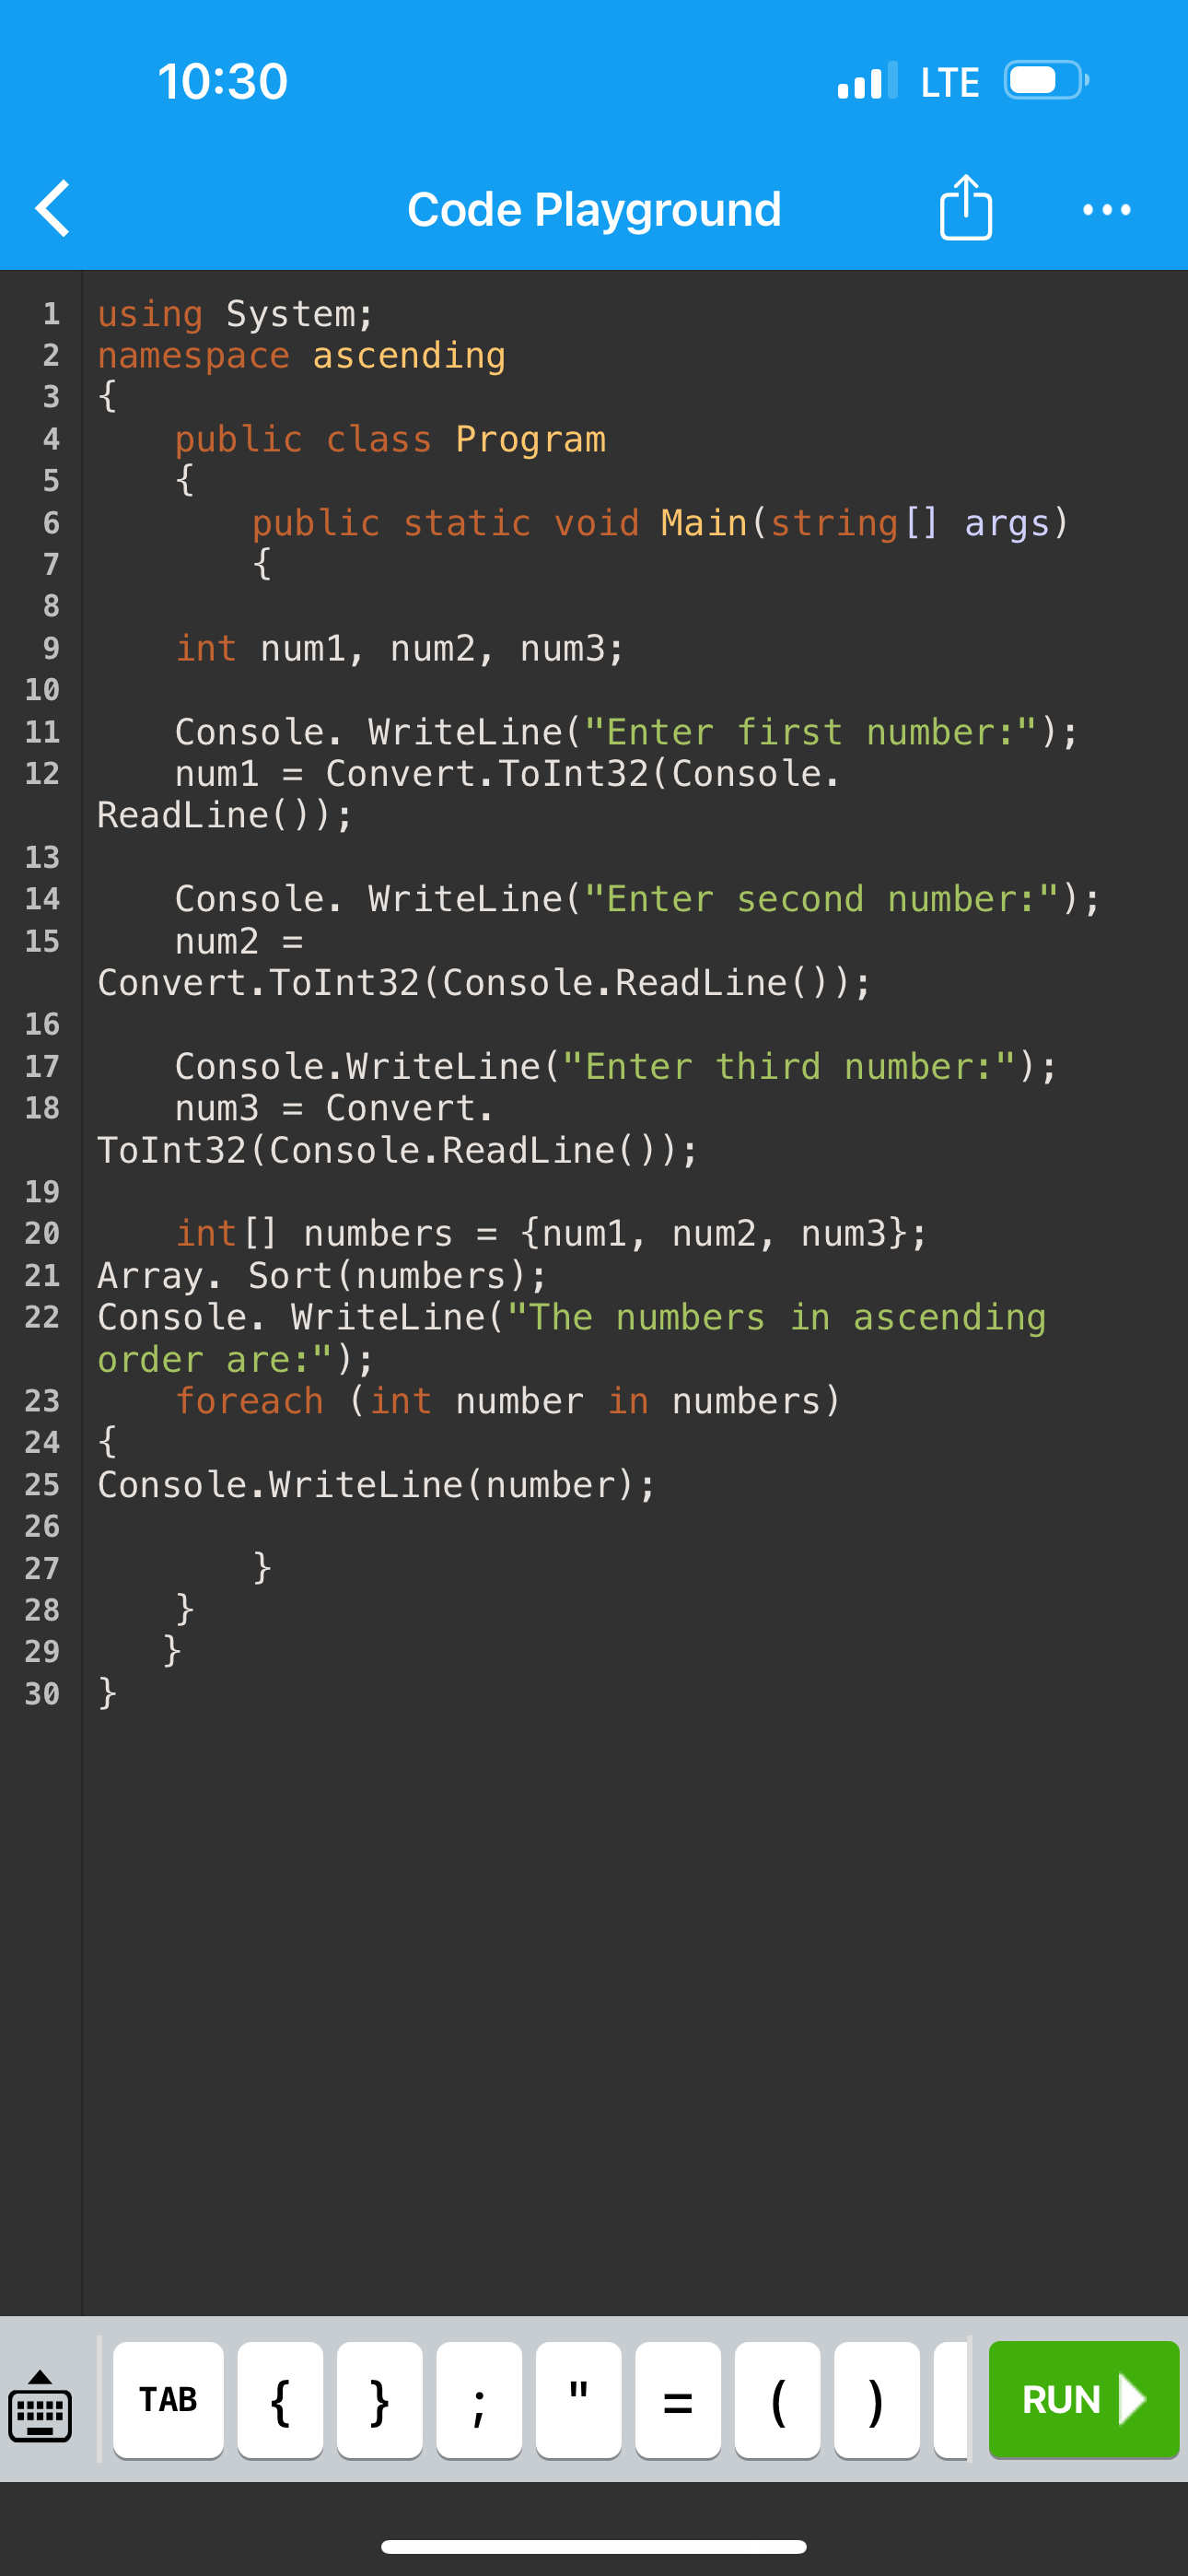 10:30 LTE
Code Playground
1 using System;
2 namespace ascending
3 {
4 public class Program
5 {
6 public static void Main(string[] args)
7 {
8
9 int num1, num2, num3;
10
11 Console. WriteLine("Enter first number:");
12 num1 = Convert.ToInt32(Console.
ReadLine());
13
14 Console. WriteLine("Enter second number:");
15 num2 =
Convert.ToInt32(Console.ReadLine());
16
17 Console.WriteLine("Enter third number:");
18 num3 = Convert.
ToInt32(Console.ReadLine());
19
20 int[] numbers = {num1, num2, num3};
21 Array. Sort(numbers);
22 Console. WriteLine("The numbers in ascending
order are:");
23 foreach (int number in numbers)
24 {
25 Console.WriteLine(number);
26
27 }
28 }
29 }
30 }
TAB { } ; " = ( ) RUN